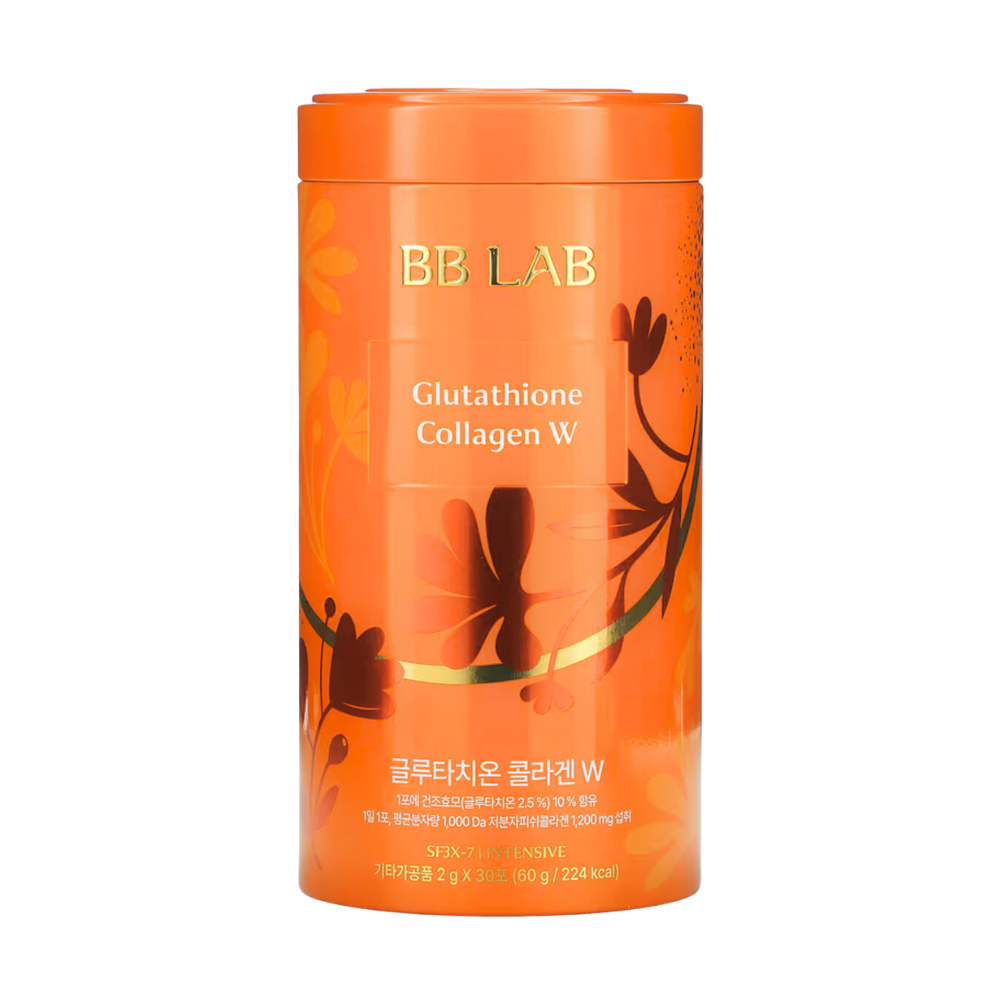 BB LAB
Glutathione
Collagen W
글루타치온 콜라겐 W
1포에 건조효모(글루타치온 2.5 %) 10 % 함유
1일 1포, 평균분자량 1,000 Da 저분자피쉬콜라겐 1,200 mg 섭취
SF3X-7 | INTENSIVE
기타가공품 2 g X 30포 (60 g / 224 kcal)